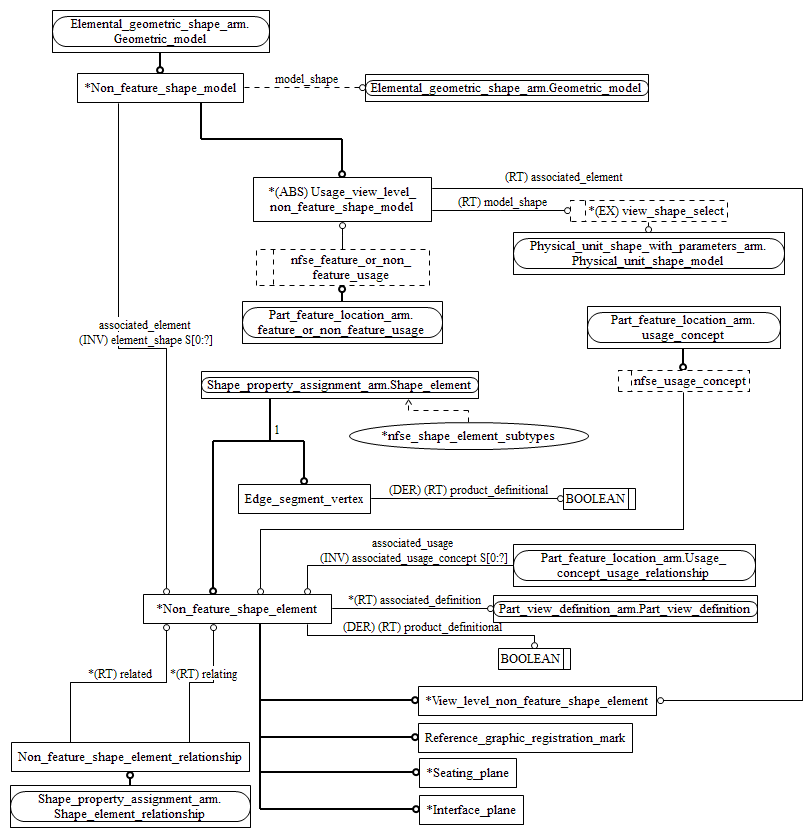 Elemental_geometric_shape_arm.
Geometric_model
*Non_feature_shape_model
model_shape
Elemental_geometric_shape_arm.Geometric_model
(RT) associated_element
*(ABS) Usage_view_level_
non_feature_shape_model
(RT) model_shape
*(EX) view_shape_select
nfse_feature_or_non_
feature_usage
Physical_unit_shape_with_parameters_arm.
Physical_unit_shape_model
Part_feature_location_arm.
feature_or_non_feature_usage
Part_feature_location_arm.
usage_concept
associated_element
(INV) element_shape S[0:?]
Shape_property_assignment_arm.Shape_element
nfse_usage_concept
1
*nfse_shape_element_subtypes
Edge_segment_vertex
(DER) (RT) product_definitional
BOOLEAN
associated_usage
(INV) associated_usage_concept S[0:?]
Part_feature_location_arm.Usage_
concept_usage_relationship
*Non_feature_shape_element
*(RT) associated_definition
Part_view_definition_arm.Part_view_definition
(DER) (RT) product_definitional
BOOLEAN
*(RT) related
*(RT) relating
*View_level_non_feature_shape_element
Reference_graphic_registration_mark
Non_feature_shape_element_relationship
*Seating_plane
Shape_property_assignment_arm.
Shape_element_relationship
*Interface_plane